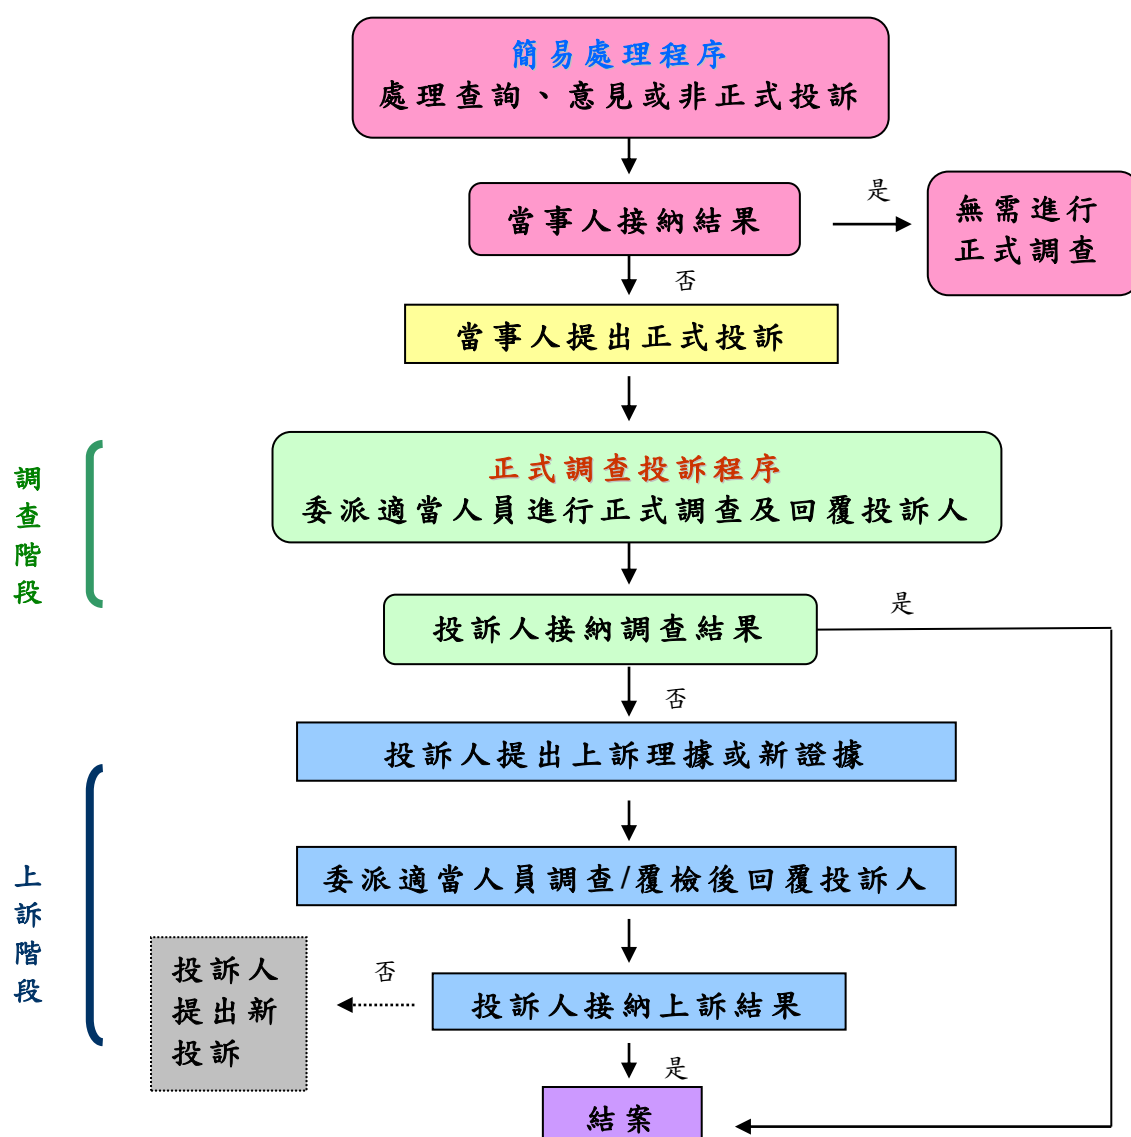 簡易處理程序
處理查詢、意見或非正式投訴
當事人接納結果
是
無需進行
正式調查
否
當事人提出正式投訴
調
查
階
段
正式調查投訴程序
委派適當人員進行正式調查及回覆投訴人
投訴人接納調查結果
是
否
投訴人提出上訴理據或新證據
上
訴
階
段
委派適當人員調查/覆檢後回覆投訴人
投訴人接納上訴結果
否
投訴人
提出新
投訴
是
結案